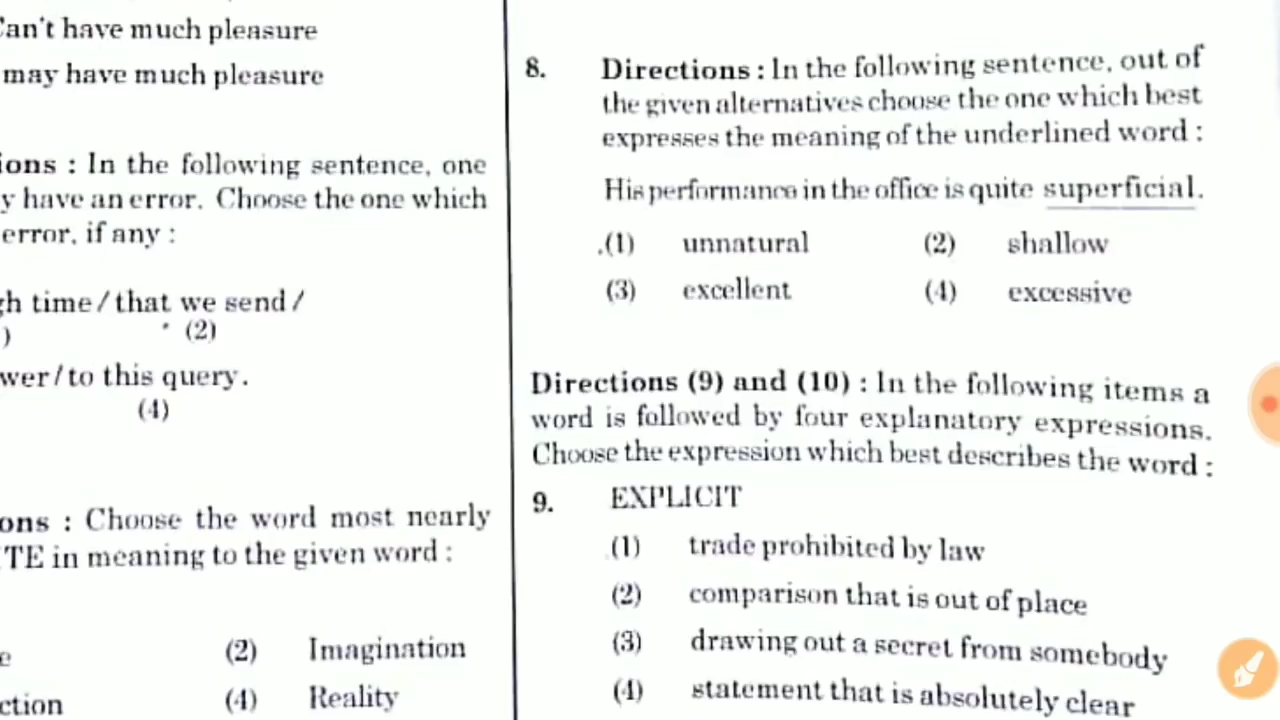 Can't have much pleasure
may have much pleasure
ions : In the following sentence, one
y have an error. Choose the one which
error, if any :
gh time / that we send /
) (2)
wer / to this query.
(4)
ons : Choose the word most nearly
TE in meaning to the given word :
e (2) Imagination
ction (4) Reality
8. Directions : In the following sentence, out of
the given alternatives choose the one which best
expresses the meaning of the underlined word :
His performance in the office is quite superficial.
(1) unnatural (2) shallow
(3) excellent (4) excessive
Directions (9) and (10) : In the following items a
word is followed by four explanatory expressions.
Choose the expression which best describes the word :
9. EXPLICIT
(1) trade prohibited by law
(2) comparison that is out of place
(3) drawing out a secret from somebody
(4) statement that is absolutely clear